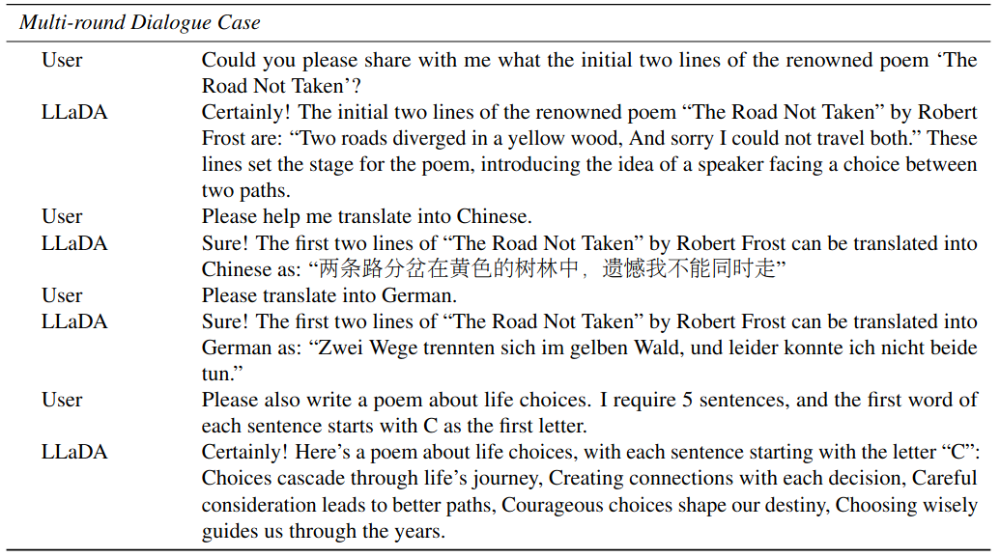 Multi-round Dialogue Case
User Could you please share with me what the initial two lines of the renowned poem ‘The
Road Not Taken’?
LLaDA Certainly! The initial two lines of the renowned poem “The Road Not Taken” by Robert
Frost are: “Two roads diverged in a yellow wood, And sorry I could not travel both.” These
lines set the stage for the poem, introducing the idea of a speaker facing a choice between
two paths.
User Please help me translate into Chinese.
LLaDA Sure! The first two lines of “The Road Not Taken” by Robert Frost can be translated into
Chinese as: “两条路分岔在黄色的树林中，遗憾我不能同时走”
User Please translate into German.
LLaDA Sure! The first two lines of “The Road Not Taken” by Robert Frost can be translated into
German as: “Zwei Wege trennten sich im gelben Wald, und leider konnte ich nicht beide
tun.”
User Please also write a poem about life choices. I require 5 sentences, and the first word of
each sentence starts with C as the first letter.
LLaDA Certainly! Here’s a poem about life choices, with each sentence starting with the letter “C”:
Choices cascade through life’s journey, Creating connections with each decision, Careful
consideration leads to better paths, Courageous choices shape our destiny, Choosing wisely
guides us through the years.